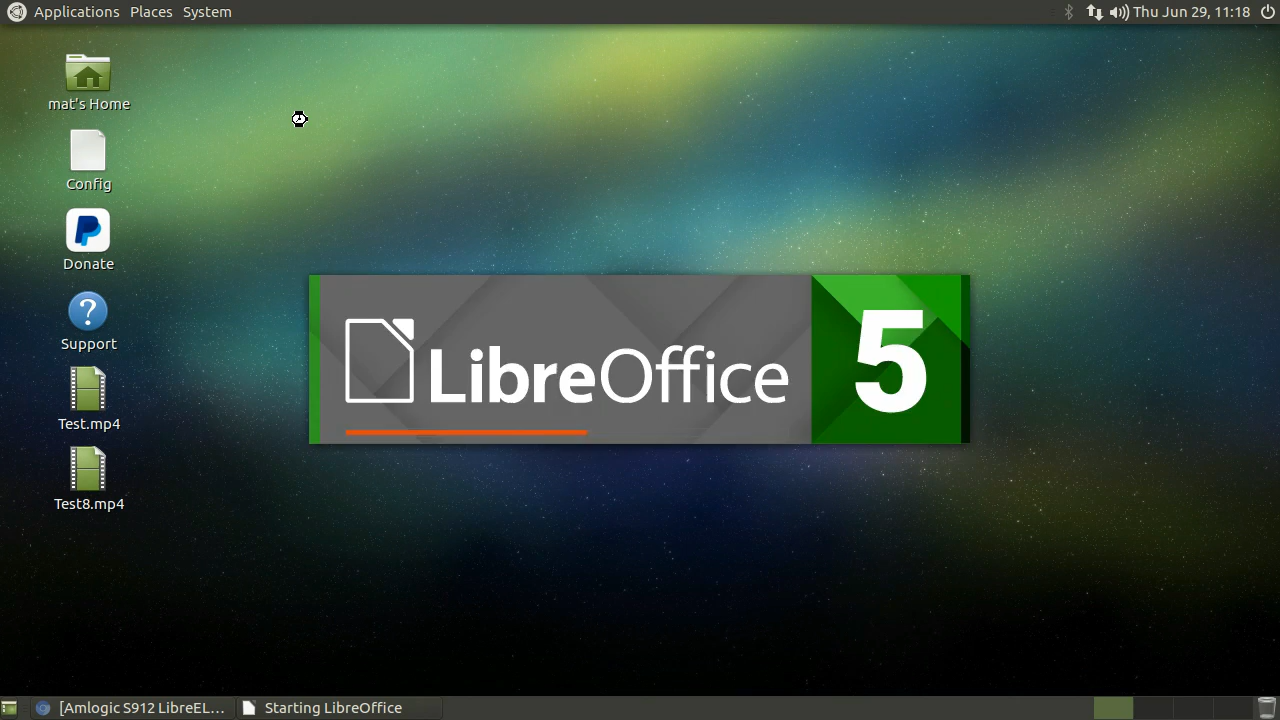 Applications Places System
Thu Jun 29, 11:18
mat's Home
Config
Donate
Support
Test.mp4
Test8.mp4
LibreOffice 5
[Amlogic S912 LibreEL...
Starting LibreOffice